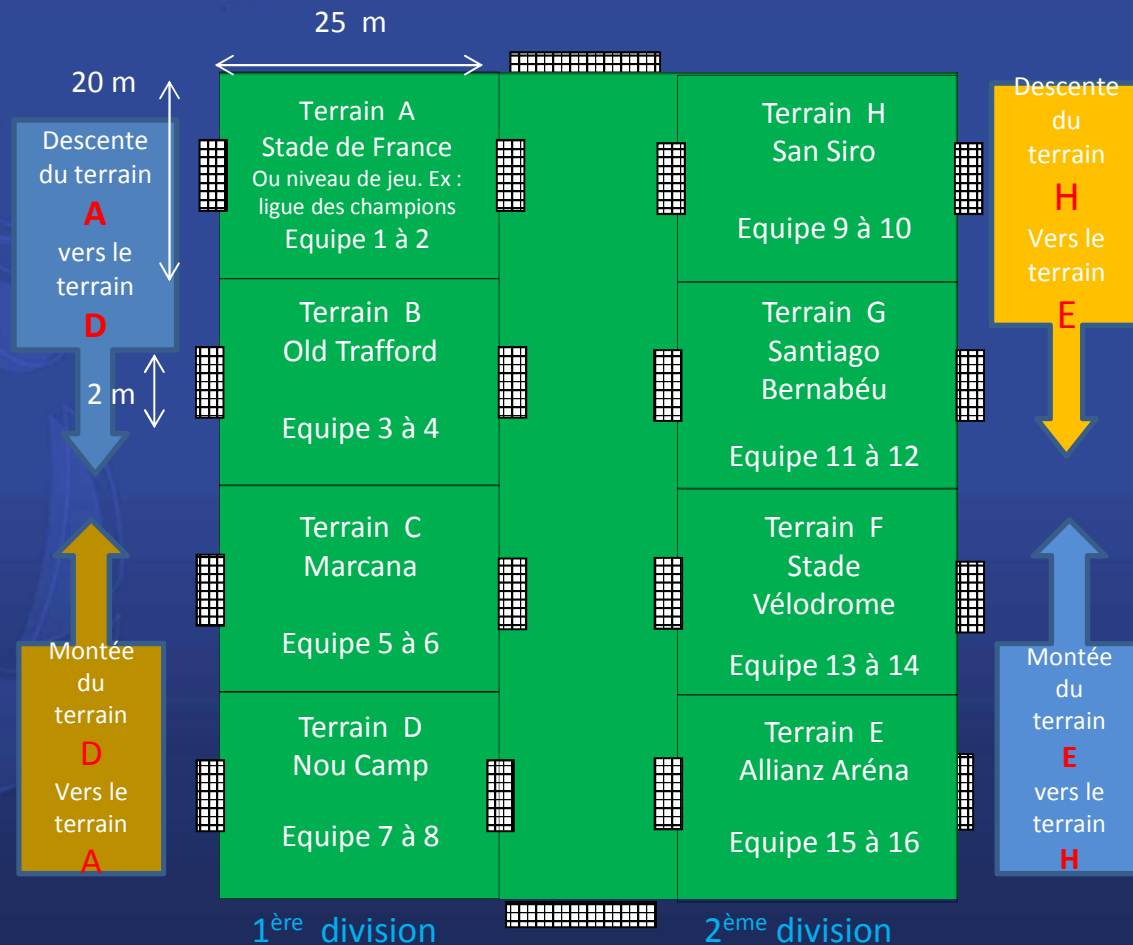 25 m
20 m
Descente
du terrain
A
vers le
terrain
D
2 m
Montée
du
terrain
D
Vers le
terrain
A
Terrain A
Stade de France
Ou niveau de jeu. Ex :
ligue des champions
Equipe 1 à 2
Terrain B
Old Trafford
Equipe 3 à 4
Terrain C
Marcana
Equipe 5 à 6
Terrain D
Nou Camp
Equipe 7 à 8
1ère division
Terrain H
San Siro
Equipe 9 à 10
Terrain G
Santiago
Bernabéu
Equipe 11 à 12
Terrain F
Stade
Vélodrome
Equipe 13 à 14
Terrain E
Allianz Aréna
Equipe 15 à 16
2ème division
Descente
du
terrain
H
Vers le
terrain
E
Montée
du
terrain
E
vers le
terrain
H